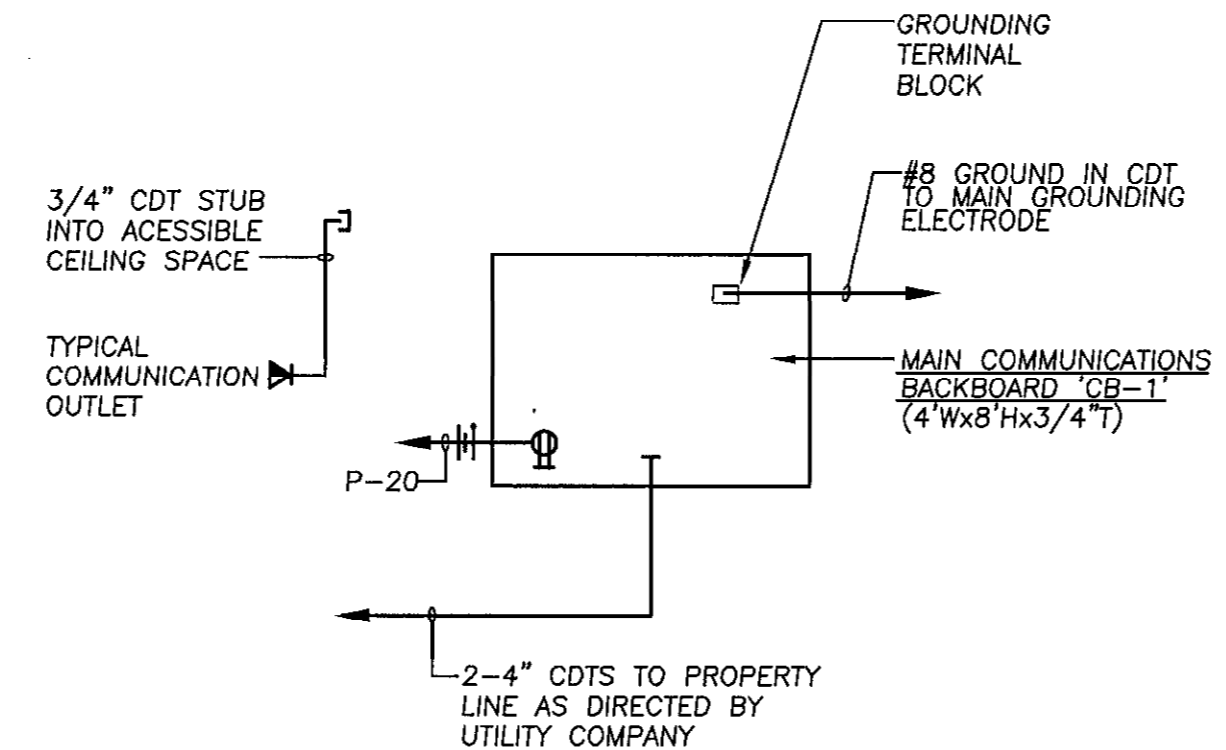 GROUNDING
TERMINAL
BLOCK
3/4" CDT STUB
INTO ACESSIBLE
CEILING SPACE
#8 GROUND IN CDT
TO MAIN GROUNDING
ELECTRODE
TYPICAL
COMMUNICATION
OUTLET
MAIN COMMUNICATIONS
BACKBOARD 'CB-1'
(4'Wx8'Hx3/4"T)
P-20
2-4" CDTS TO PROPERTY
LINE AS DIRECTED BY
UTILITY COMPANY